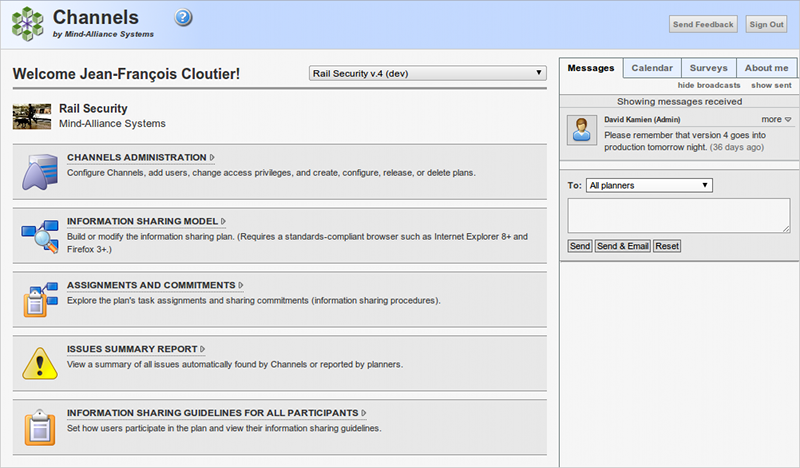 Channels
by Mind-Alliance Systems
?
Send Feedback
Sign Out
Welcome Jean-François Cloutier!
Rail Security v.4 (dev)
Rail Security
Mind-Alliance Systems
CHANNELS ADMINISTRATION
Configure Channels, add users, change access privileges, and create, configure, release, or delete plans.
INFORMATION SHARING MODEL
Build or modify the information sharing plan. (Requires a standards-compliant browser such as Internet Explorer 8+ and
Firefox 3+.)
ASSIGNMENTS AND COMMITMENTS
Explore the plan's task assignments and sharing commitments (information sharing procedures).
ISSUES SUMMARY REPORT
View a summary of all issues automatically found by Channels or reported by planners.
INFORMATION SHARING GUIDELINES FOR ALL PARTICIPANTS
Set how users participate in the plan and view their information sharing guidelines.
Messages
Calendar
Surveys
About me
hide broadcasts
show sent
Showing messages received
David Kamien (Admin)
more
Please remember that version 4 goes into
production tomorrow night. (36 days ago)
To:
All planners
Send
Send & Email
Reset